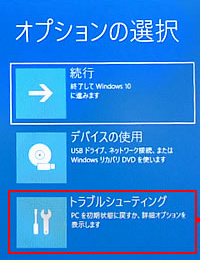 オプションの選択
続行
終了して Windows 10
に進みます
デバイスの使用
USB ドライブ、ネットワーク接続、または
Windows リカバリ DVD を使います
トラブルシューティング
PC を初期状態に戻すか、詳細オプションを
表示します